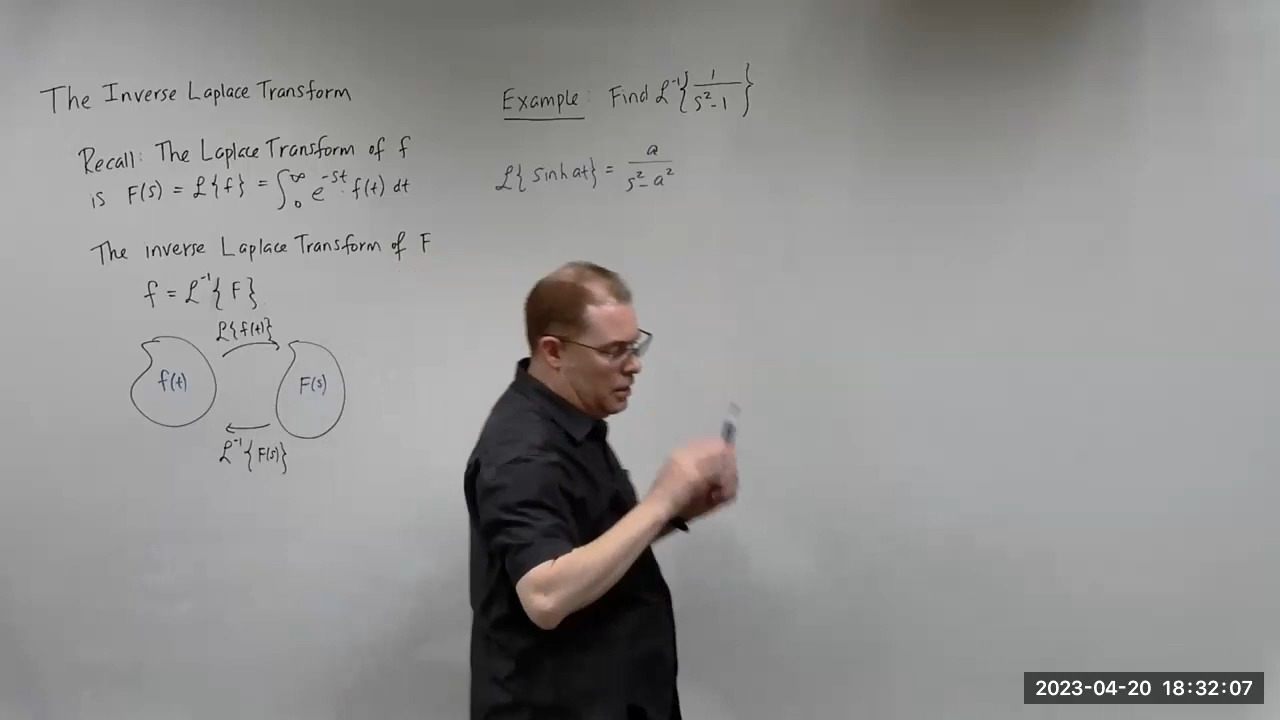 The Inverse Laplace Transform
Recall: The Laplace Transform of f
is F(s) = ℒ{f} = ∫₀^∞ e^{-st} · f(t) dt
The inverse Laplace Transform of F
f = ℒ⁻¹{F}
ℒ{f(t)}
f(t) F(s)
ℒ⁻¹{F(s)}
Example: Find ℒ⁻¹{1/(s²-1)}
ℒ{sinh at} = a/(s²-a²)
2023-04-20 18:32:07